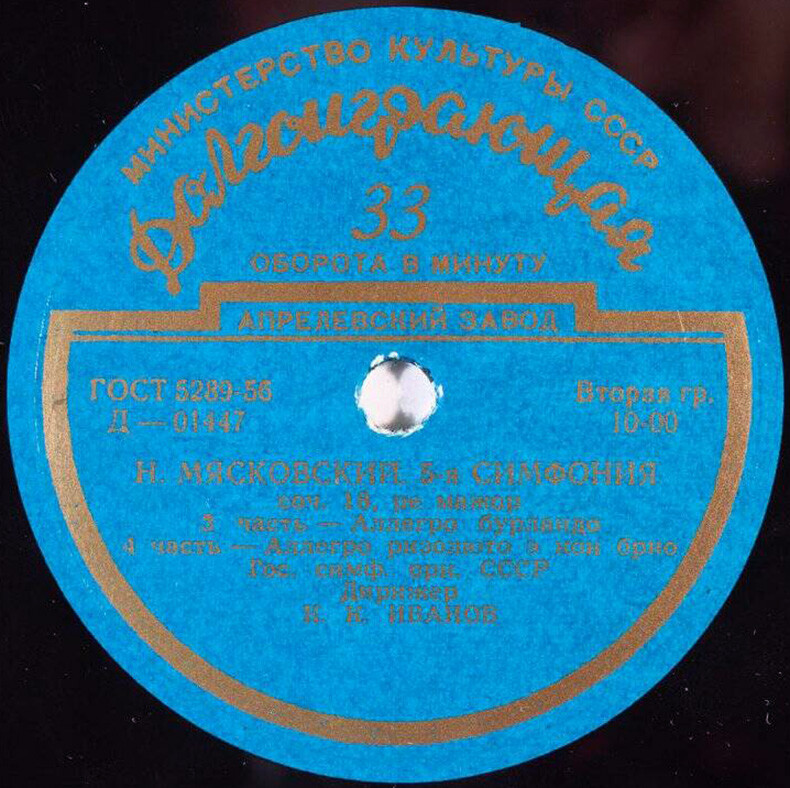 МИНИСТЕРСТВО КУЛЬТУРЫ СССР
Долгоиграющая
33
ОБОРОТА В МИНУТУ
АПРЕЛЕВСКИЙ ЗАВОД
ГОСТ 5289-56
Д — 01447
Вторая гр.
10-00
Н. МЯСКОВСКИЙ. 5-я СИМФОНИЯ
соч. 18, ре мажор
3 часть — Аллегро бурландо
4 часть — Аллегро ризолюто э кон брио
Гос. симф. орк. СССР
Дирижер
К. К. ИВАНОВ